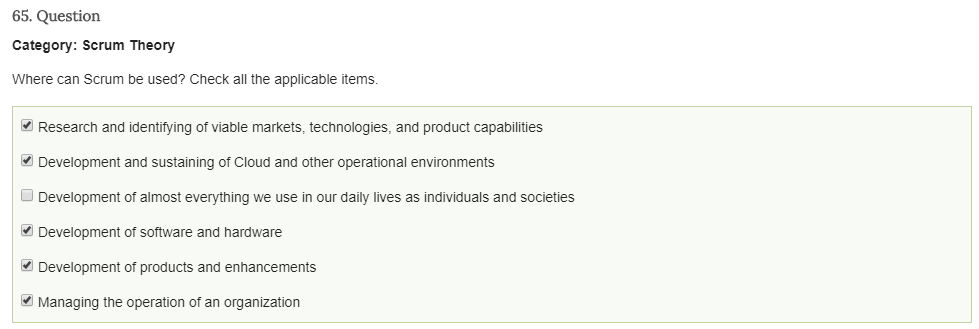 65. Question
Category: Scrum Theory
Where can Scrum be used? Check all the applicable items.
Research and identifying of viable markets, technologies, and product capabilities
Development and sustaining of Cloud and other operational environments
Development of almost everything we use in our daily lives as individuals and societies
Development of software and hardware
Development of products and enhancements
Managing the operation of an organization